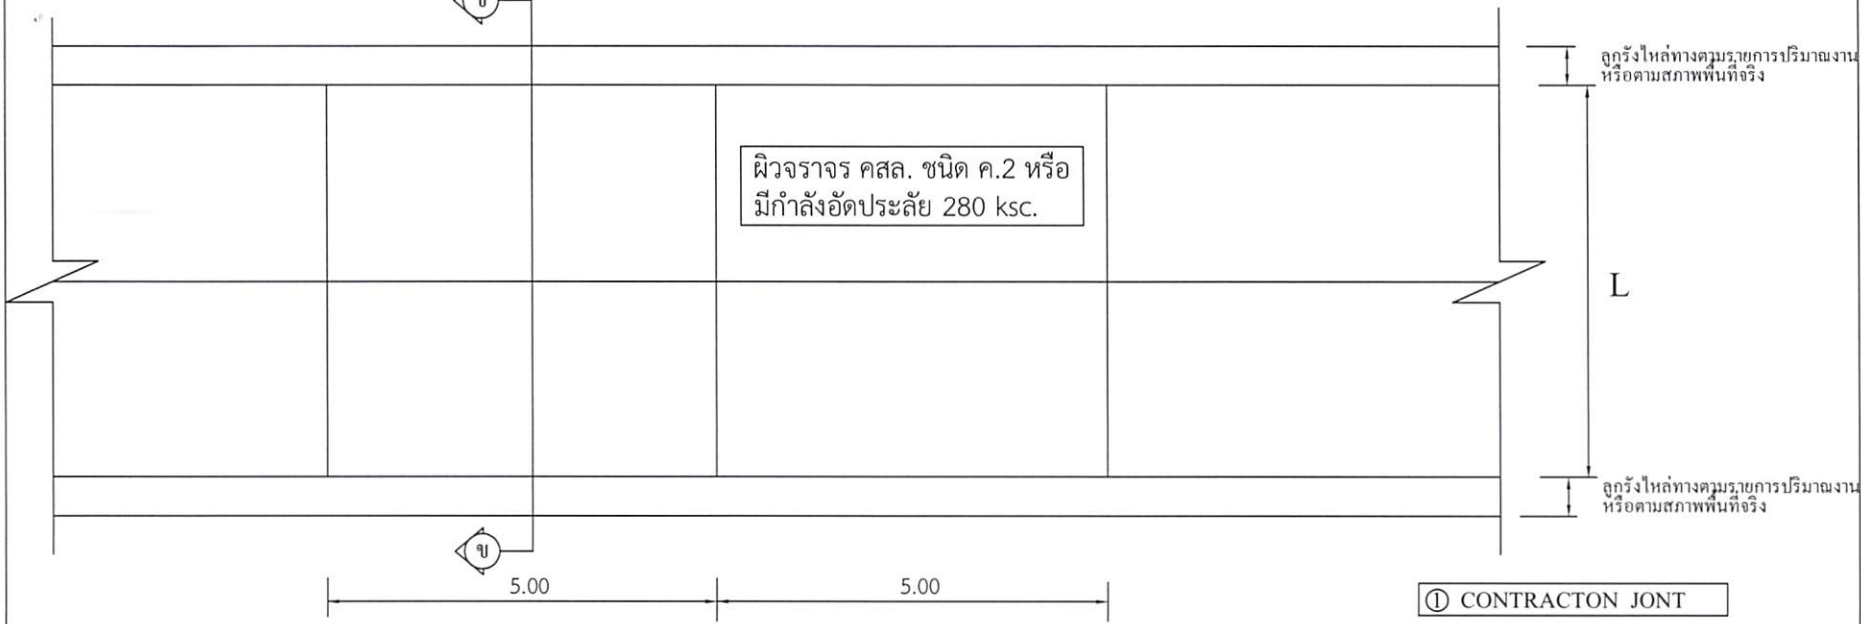 ข
ลูกรังไหล่ทางตามรายการปริมาณงาน
หรือตามสภาพพื้นที่จริง
ผิวจราจร คสล. ชนิด ค.2 หรือ
มีกำลังอัดประลัย 280 ksc.
L
ลูกรังไหล่ทางตามรายการปริมาณงาน
หรือตามสภาพพื้นที่จริง
ข
5.00
5.00
① CONTRACTON JONT